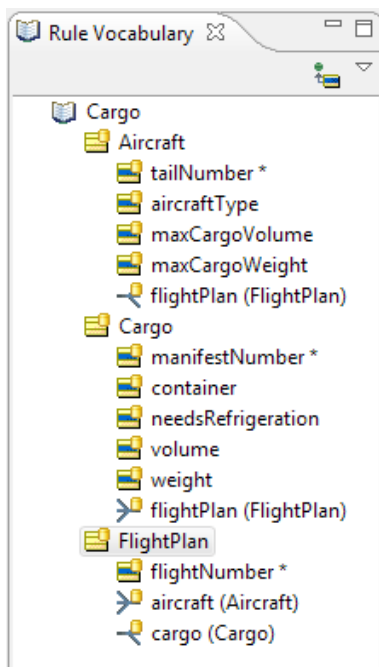 Rule Vocabulary
Cargo
Aircraft
tailNumber *
aircraftType
maxCargoVolume
maxCargoWeight
flightPlan (FlightPlan)
Cargo
manifestNumber *
container
needsRefrigeration
volume
weight
flightPlan (FlightPlan)
FlightPlan
flightNumber *
aircraft (Aircraft)
cargo (Cargo)